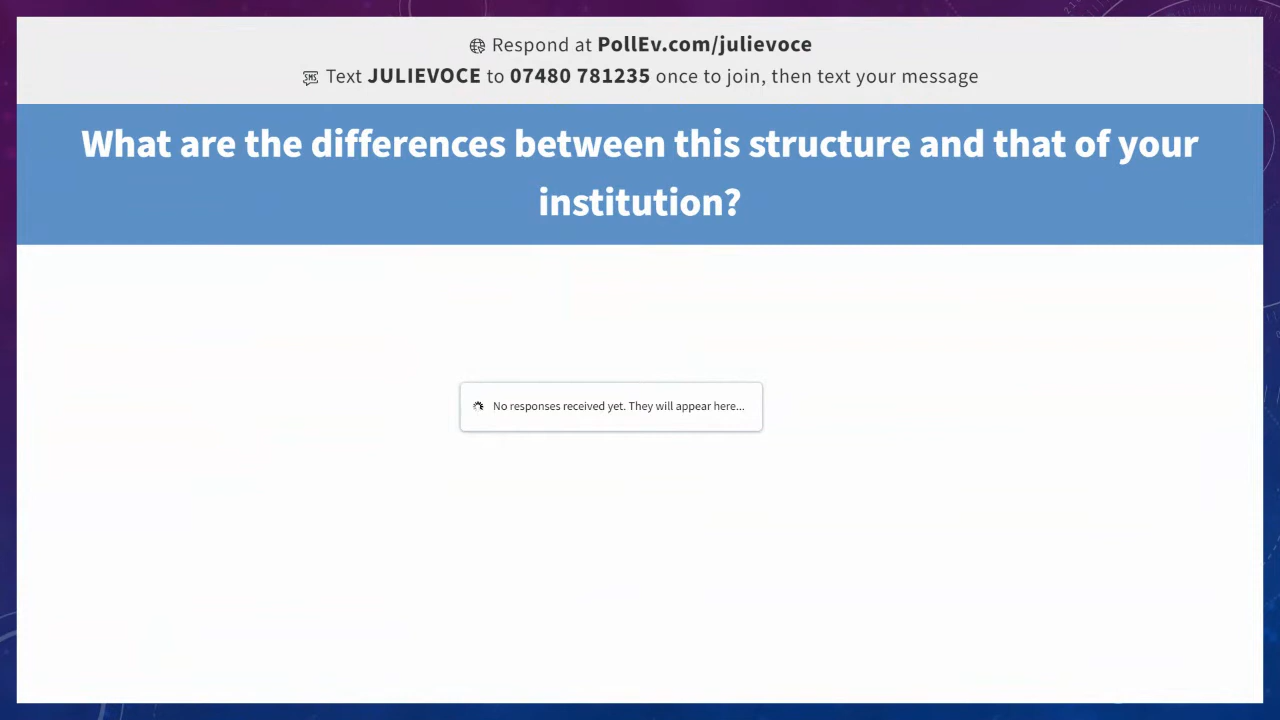 Respond at PollEv.com/julievoce
Text JULIEVOCE to 07480 781235 once to join, then text your message
What are the differences between this structure and that of your
institution?
No responses received yet. They will appear here...